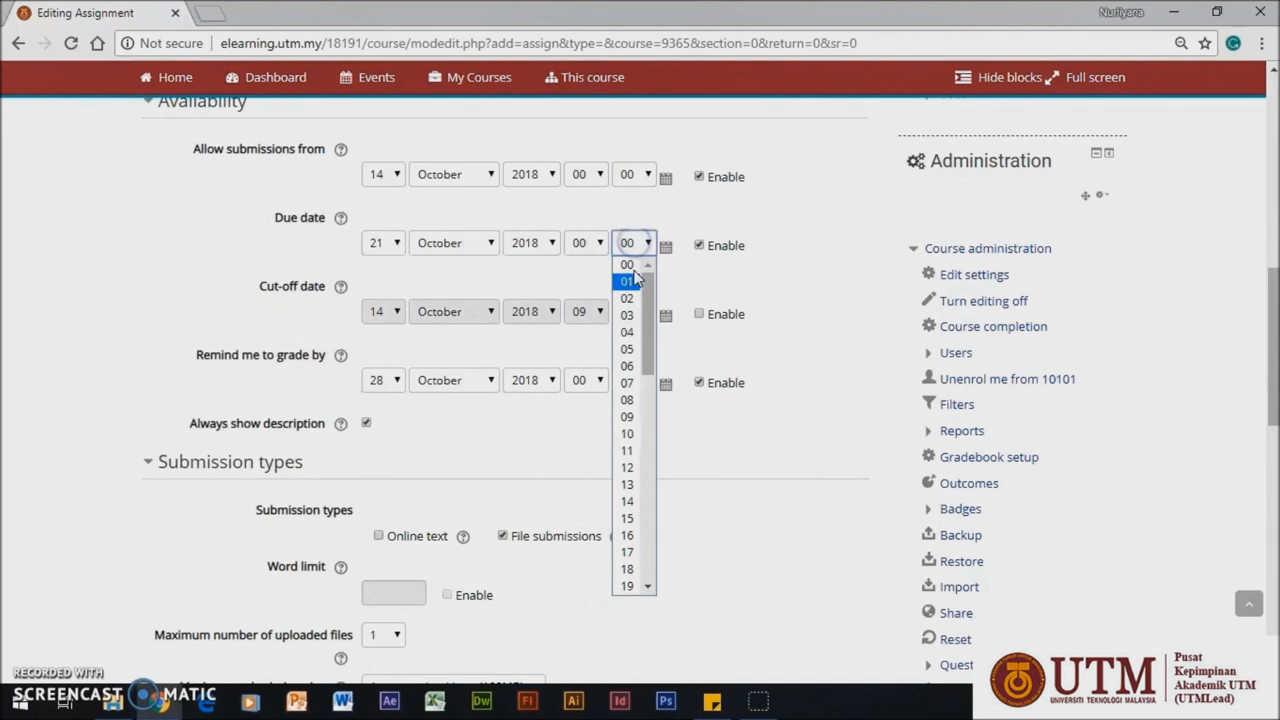 Editing Assignment
Nurliyana
Not secure
elearning.utm.my/18191/course/modedit.php?add=assign&type=&course=9365&section=0&return=0&sr=0
Home Dashboard Events My Courses This course Hide blocks Full screen
Availability
Allow submissions from
14 October 2018 00 00 Enable
Due date
21 October 2018 00 00 Enable
Cut-off date
14 October 2018 09 Enable
Remind me to grade by
28 October 2018 00 Enable
Always show description
00
01
02
03
04
05
06
07
08
09
10
11
12
13
14
15
16
17
18
19
Submission types
Submission types
Online text File submissions
Word limit
Enable
Maximum number of uploaded files
1
Administration
Course administration
Edit settings
Turn editing off
Course completion
Users
Unenrol me from 10101
Filters
Reports
Gradebook setup
Outcomes
Badges
Backup
Restore
Import
Share
Reset
Quest
RECORDED WITH
SCREENCAST MATIC
UTM
UNIVERSITI TEKNOLOGI MALAYSIA
Pusat
Kepimpinan
Akademik UTM
(UTMLead)